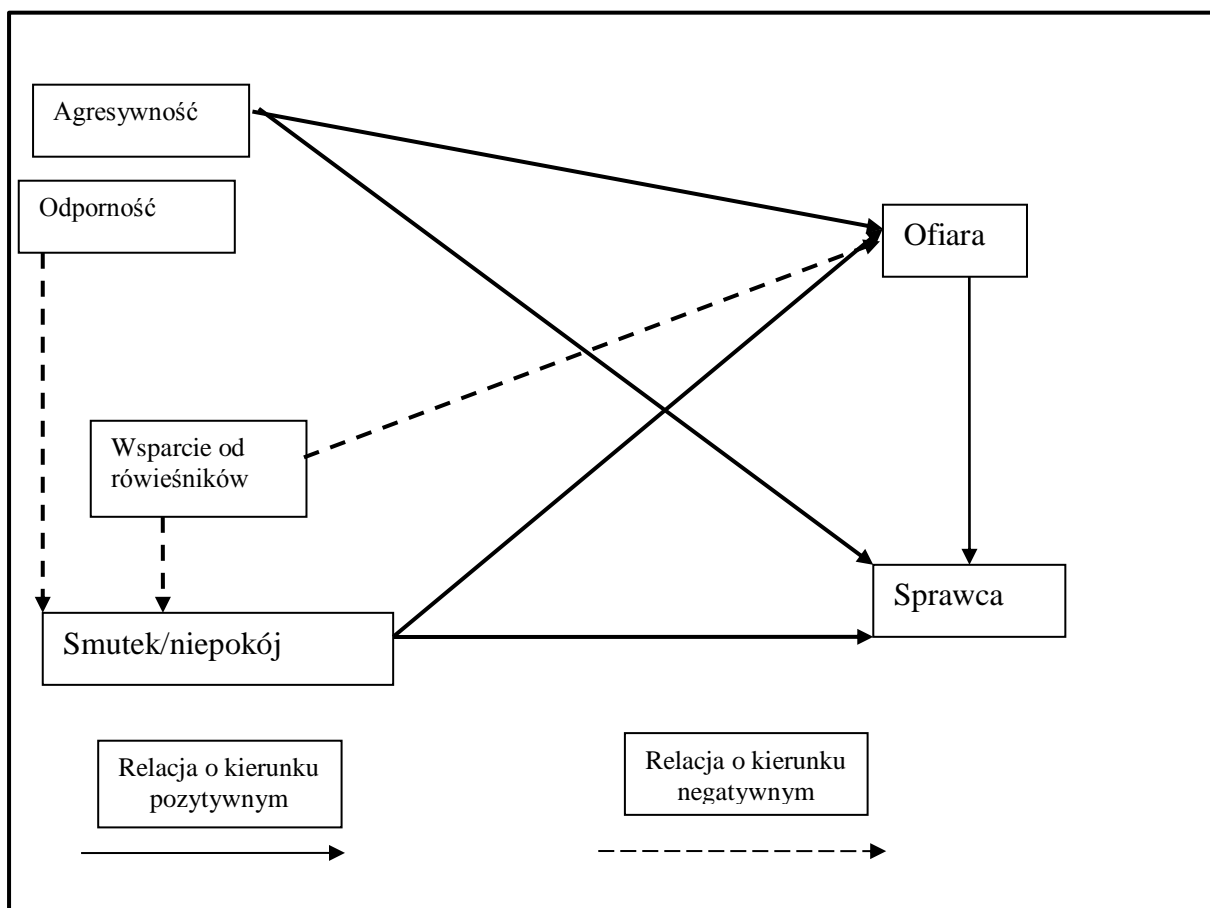 Agresywność
Odporność
Ofiara
Wsparcie od
rówieśników
Sprawca
Smutek/niepokój
Relacja o kierunku
pozytywnym
Relacja o kierunku
negatywnym